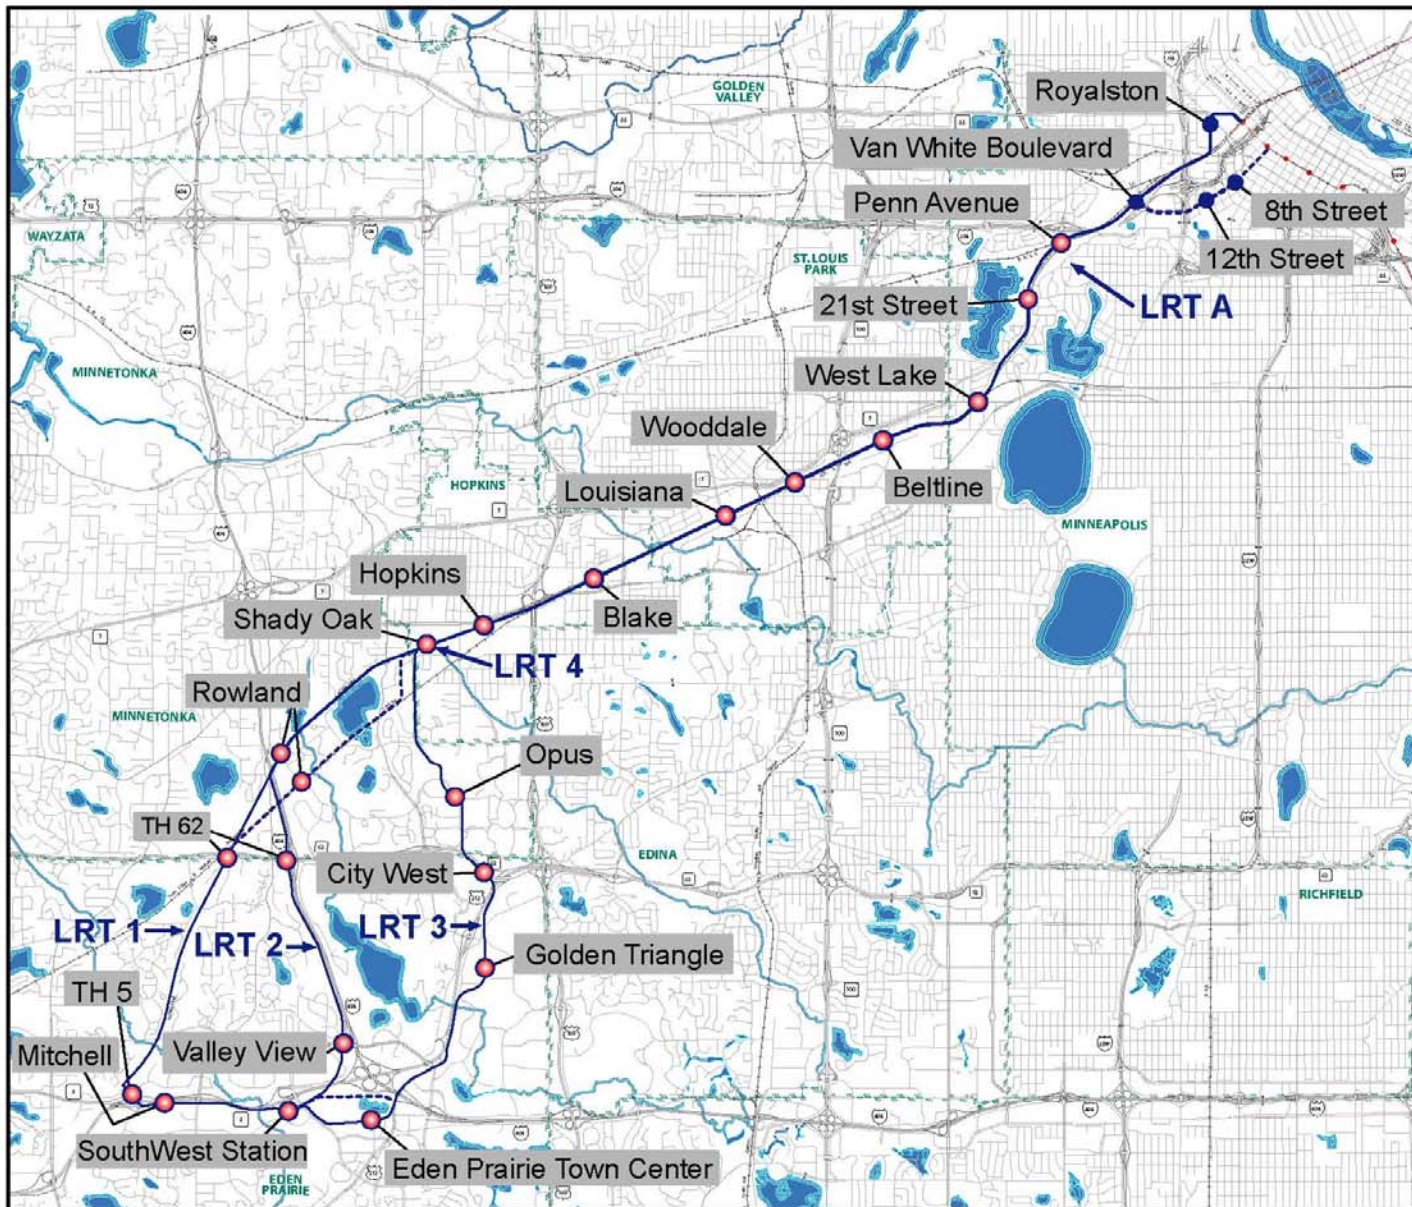 GOLDEN
VALLEY
Royalston
Van White Boulevard
Penn Avenue
8th Street
WAYZATA
ST.LOUIS
PARK
12th Street
21st Street
LRT A
MINNETONKA
West Lake
Wooddale
HOPKINS
Louisiana
Beltline
MINNEAPOLIS
Hopkins
Shady Oak
Blake
LRT 4
Rowland
MINNETONKA
Opus
TH 62
EDINA
City West
RICHFIELD
LRT 1
LRT 2
LRT 3
Golden Triangle
TH 5
Mitchell
Valley View
SouthWest Station
Eden Prairie Town Center
EDEN
PRAIRIE